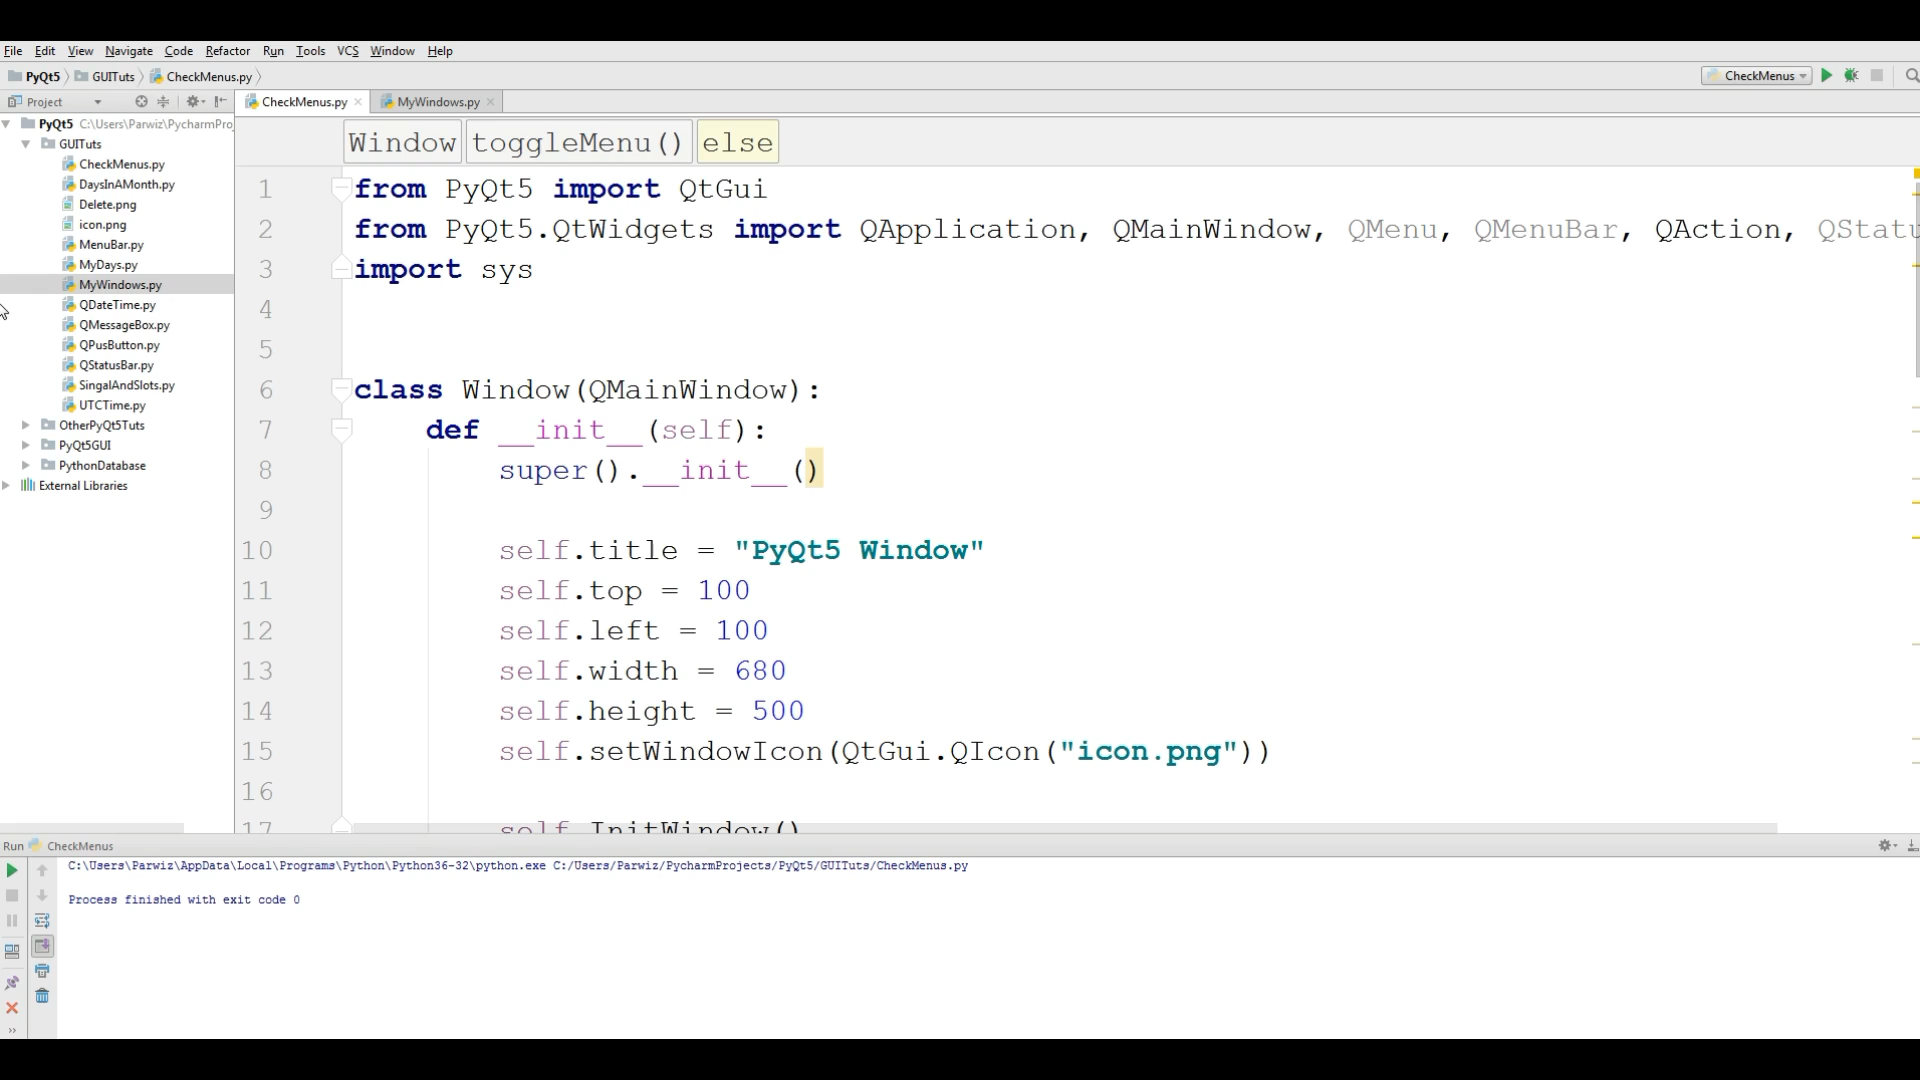 File Edit View Navigate Code Refactor Run Tools VCS Window Help
PyQt5 GUITuts CheckMenus.py CheckMenus
Project CheckMenus.py MyWindows.py
PyQt5 C:\Users\Parwiz\PycharmPro
GUITuts
CheckMenus.py
DaysInAMonth.py
Delete.png
icon.png
MenuBar.py
MyDays.py
MyWindows.py
QDateTime.py
QMessageBox.py
QPusButton.py
QStatusBar.py
SingalAndSlots.py
UTCTime.py
OtherPyQt5Tuts
PyQt5GUI
PythonDatabase
External Libraries
Window toggleMenu() else
1 from PyQt5 import QtGui
2 from PyQt5.QtWidgets import QApplication, QMainWindow, QMenu, QMenuBar, QAction, QStatu
3 import sys
4
5
6 class Window(QMainWindow):
7 def __init__(self):
8 super().__init__()
9
10 self.title = "PyQt5 Window"
11 self.top = 100
12 self.left = 100
13 self.width = 680
14 self.height = 500
15 self.setWindowIcon(QtGui.QIcon("icon.png"))
16
17 self.InitWindow()
Run CheckMenus
C:\Users\Parwiz\AppData\Local\Programs\Python\Python36-32\python.exe C:/Users/Parwiz/PycharmProjects/PyQt5/GUITuts/CheckMenus.py
Process finished with exit code 0